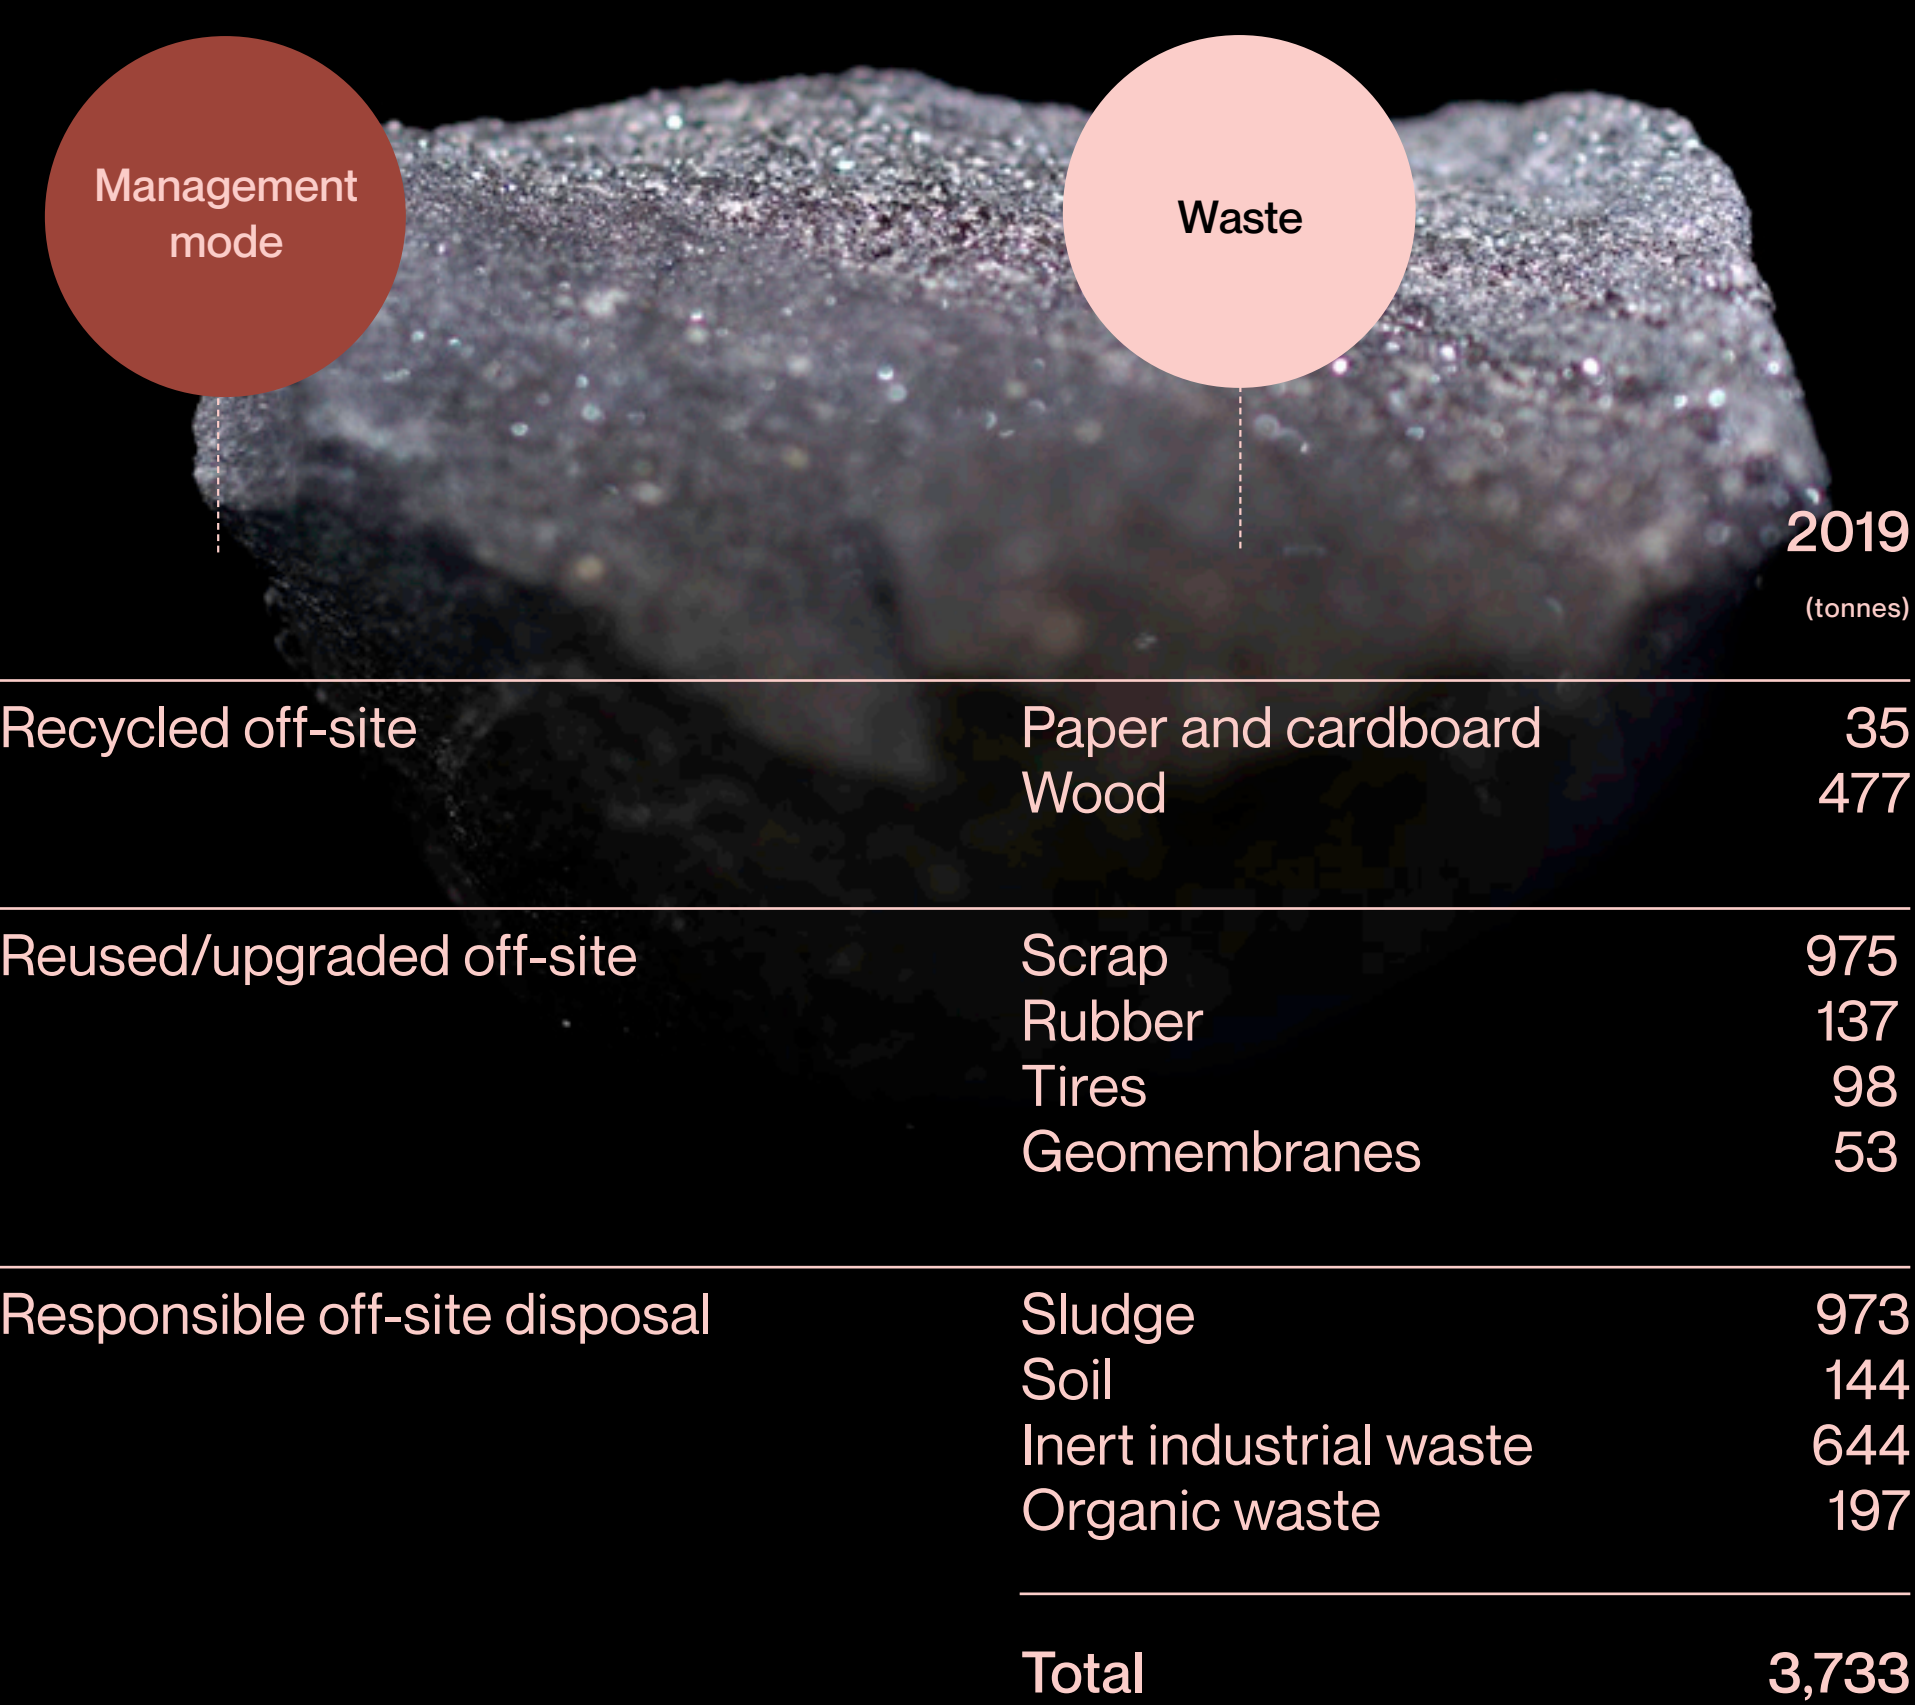 Management
mode
Waste
2019
(tonnes)
Recycled off-site
Paper and cardboard 35
Wood 477
Reused/upgraded off-site
Scrap 975
Rubber 137
Tires 98
Geomembranes 53
Responsible off-site disposal
Sludge 973
Soil 144
Inert industrial waste 644
Organic waste 197
Total 3,733